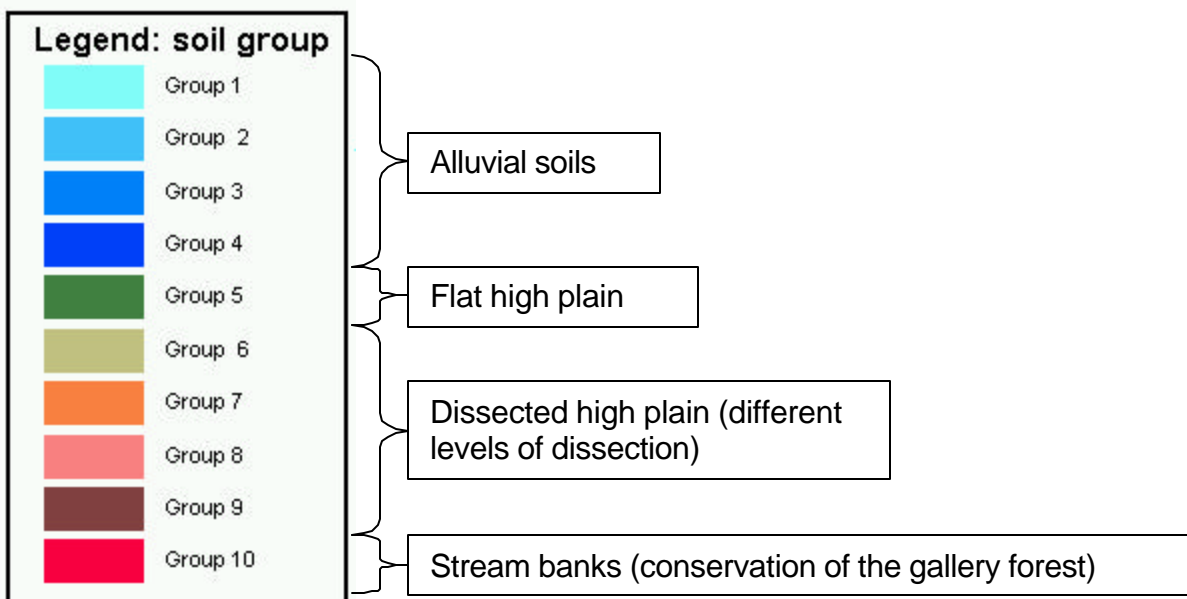 Legend: soil group
Group 1
Group 2
Group 3
Group 4
Group 5
Group 6
Group 7
Group 8
Group 9
Group 10
Alluvial soils
Flat high plain
Dissected high plain (different
levels of dissection)
Stream banks (conservation of the gallery forest)